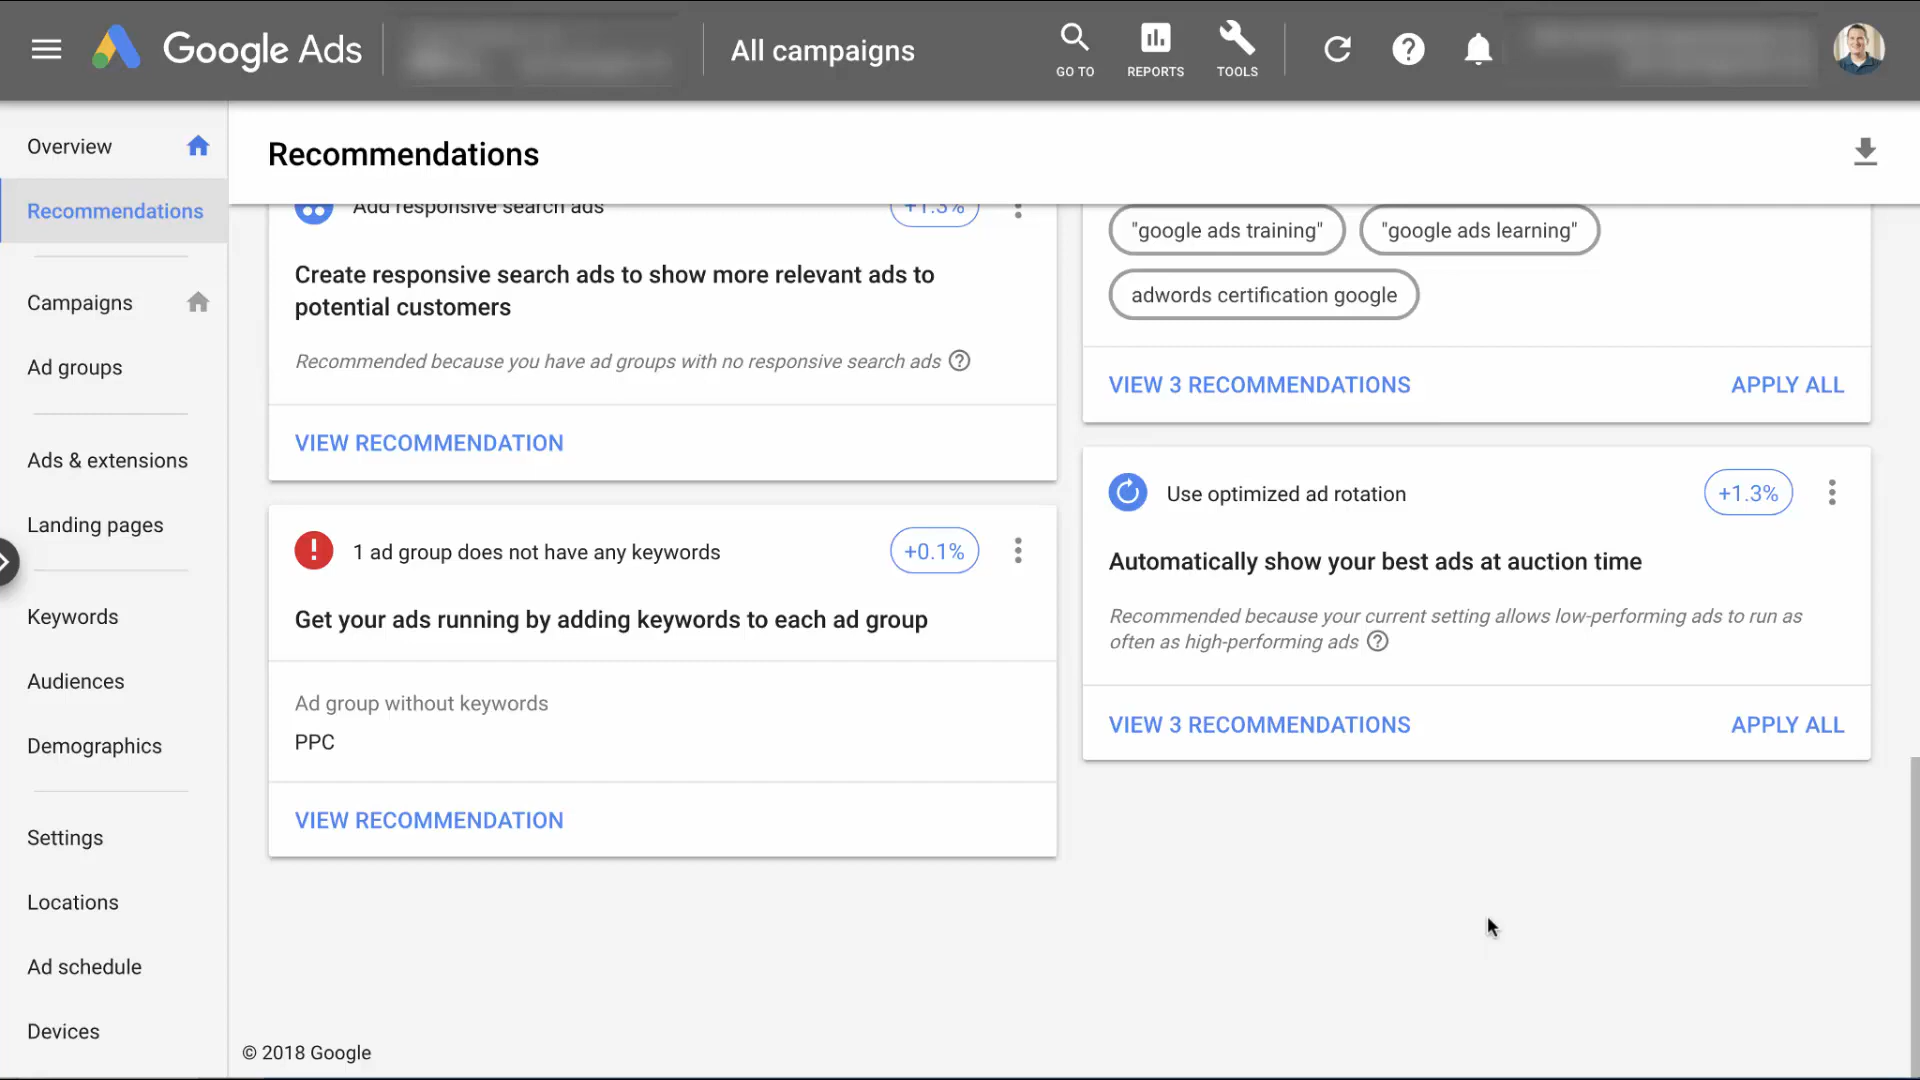 Google Ads
All campaigns
GO TO
REPORTS
TOOLS
Overview
Recommendations
Campaigns
Ad groups
Ads & extensions
Landing pages
Keywords
Audiences
Demographics
Settings
Locations
Ad schedule
Devices
Recommendations
Add responsive search ads
+1.3%
Create responsive search ads to show more relevant ads to
potential customers
Recommended because you have ad groups with no responsive search ads
VIEW RECOMMENDATION
1 ad group does not have any keywords
+0.1%
Get your ads running by adding keywords to each ad group
Ad group without keywords
PPC
VIEW RECOMMENDATION
"google ads training"
"google ads learning"
adwords certification google
VIEW 3 RECOMMENDATIONS
APPLY ALL
Use optimized ad rotation
+1.3%
Automatically show your best ads at auction time
Recommended because your current setting allows low-performing ads to run as
often as high-performing ads
VIEW 3 RECOMMENDATIONS
APPLY ALL
© 2018 Google